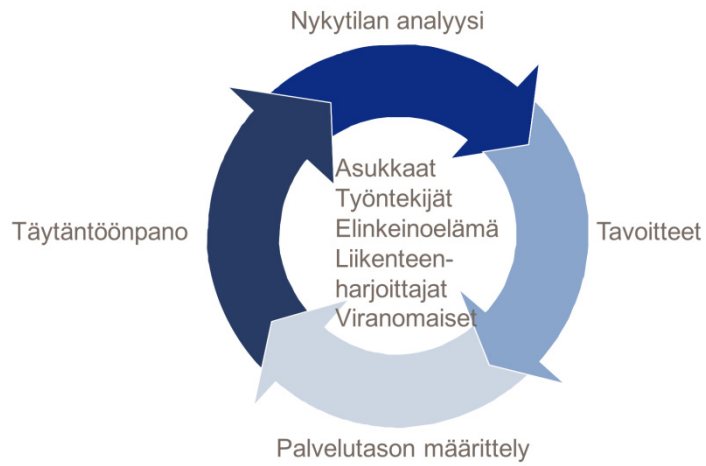 Nykytilan analyysi
Asukkaat
Työntekijät
Elinkeinoelämä
Liikenteen-
harjoittajat
Viranomaiset
Täytäntöönpano
Tavoitteet
Palvelutason määrittely